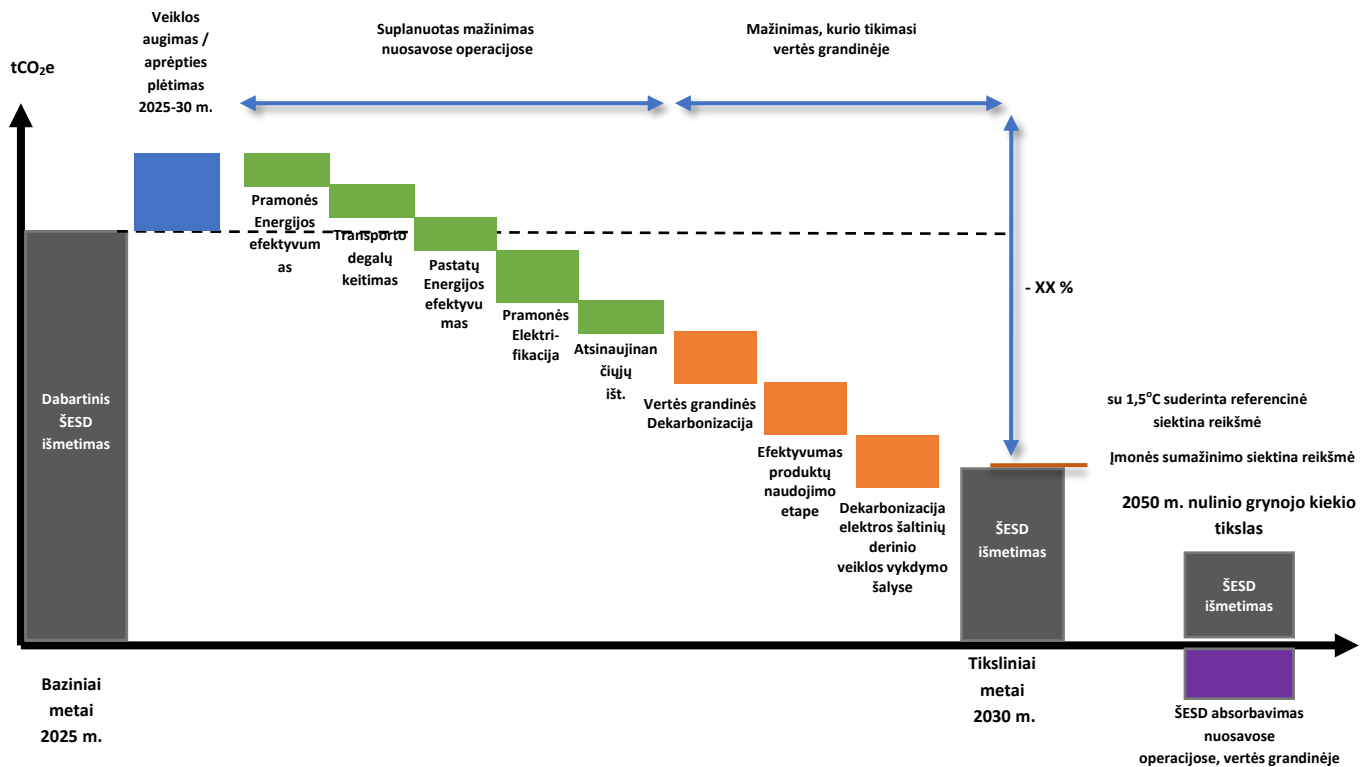 Veiklos
augimas /
aprėpties
plėtimas
2025-30 m.
Suplanuotas mažinimas
nuosavose operacijose
Mažinimas, kurio tikimasi
vertės grandinėje
tCO₂e
Pramonės
Energijos
efektyvum
as
Transporto
degalų
keitimas
Pastatų
Energijos
efektyvu
mas
Pramonės
Elektri-
fikacija
Atsinaujinan
čiųjų
išt.
Vertės grandinės
Dekarbonizacija
Efektyvumas
produktų
naudojimo
etape
Dekarbonizacija
elektros šaltinių
derinio
veiklos vykdymo
šalyse
- XX %
Dabartinis
ŠESD
išmetimas
ŠESD
išmetimas
su 1,5°C suderinta referencinė
siektina reikšmė
Įmonės sumažinimo siektina reikšmė
2050 m. nulinio grynojo kiekio
tikslas
ŠESD
išmetimas
Baziniai
metai
2025 m.
Tiksliniai
metai
2030 m.
ŠESD absorbavimas
nuosavose
operacijose, vertės grandinėje